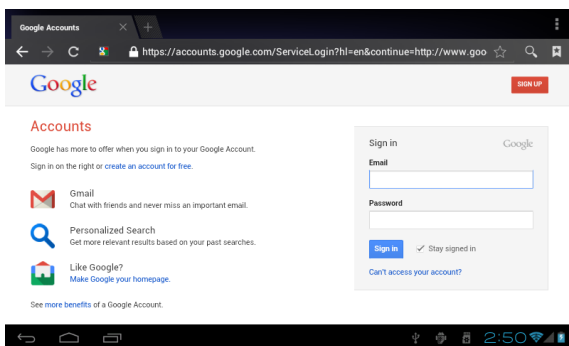 Google Accounts
https://accounts.google.com/ServiceLogin?hl=en&continue=http://www.goo
Google
SIGN UP
Accounts
Google has more to offer when you sign in to your Google Account.
Sign in on the right or create an account for free.
Gmail
Chat with friends and never miss an important email.
Personalized Search
Get more relevant results based on your past searches.
Like Google?
Make Google your homepage.
See more benefits of a Google Account.
Sign in
Google
Email
Password
Sign in
Stay signed in
Can't access your account?
2:50